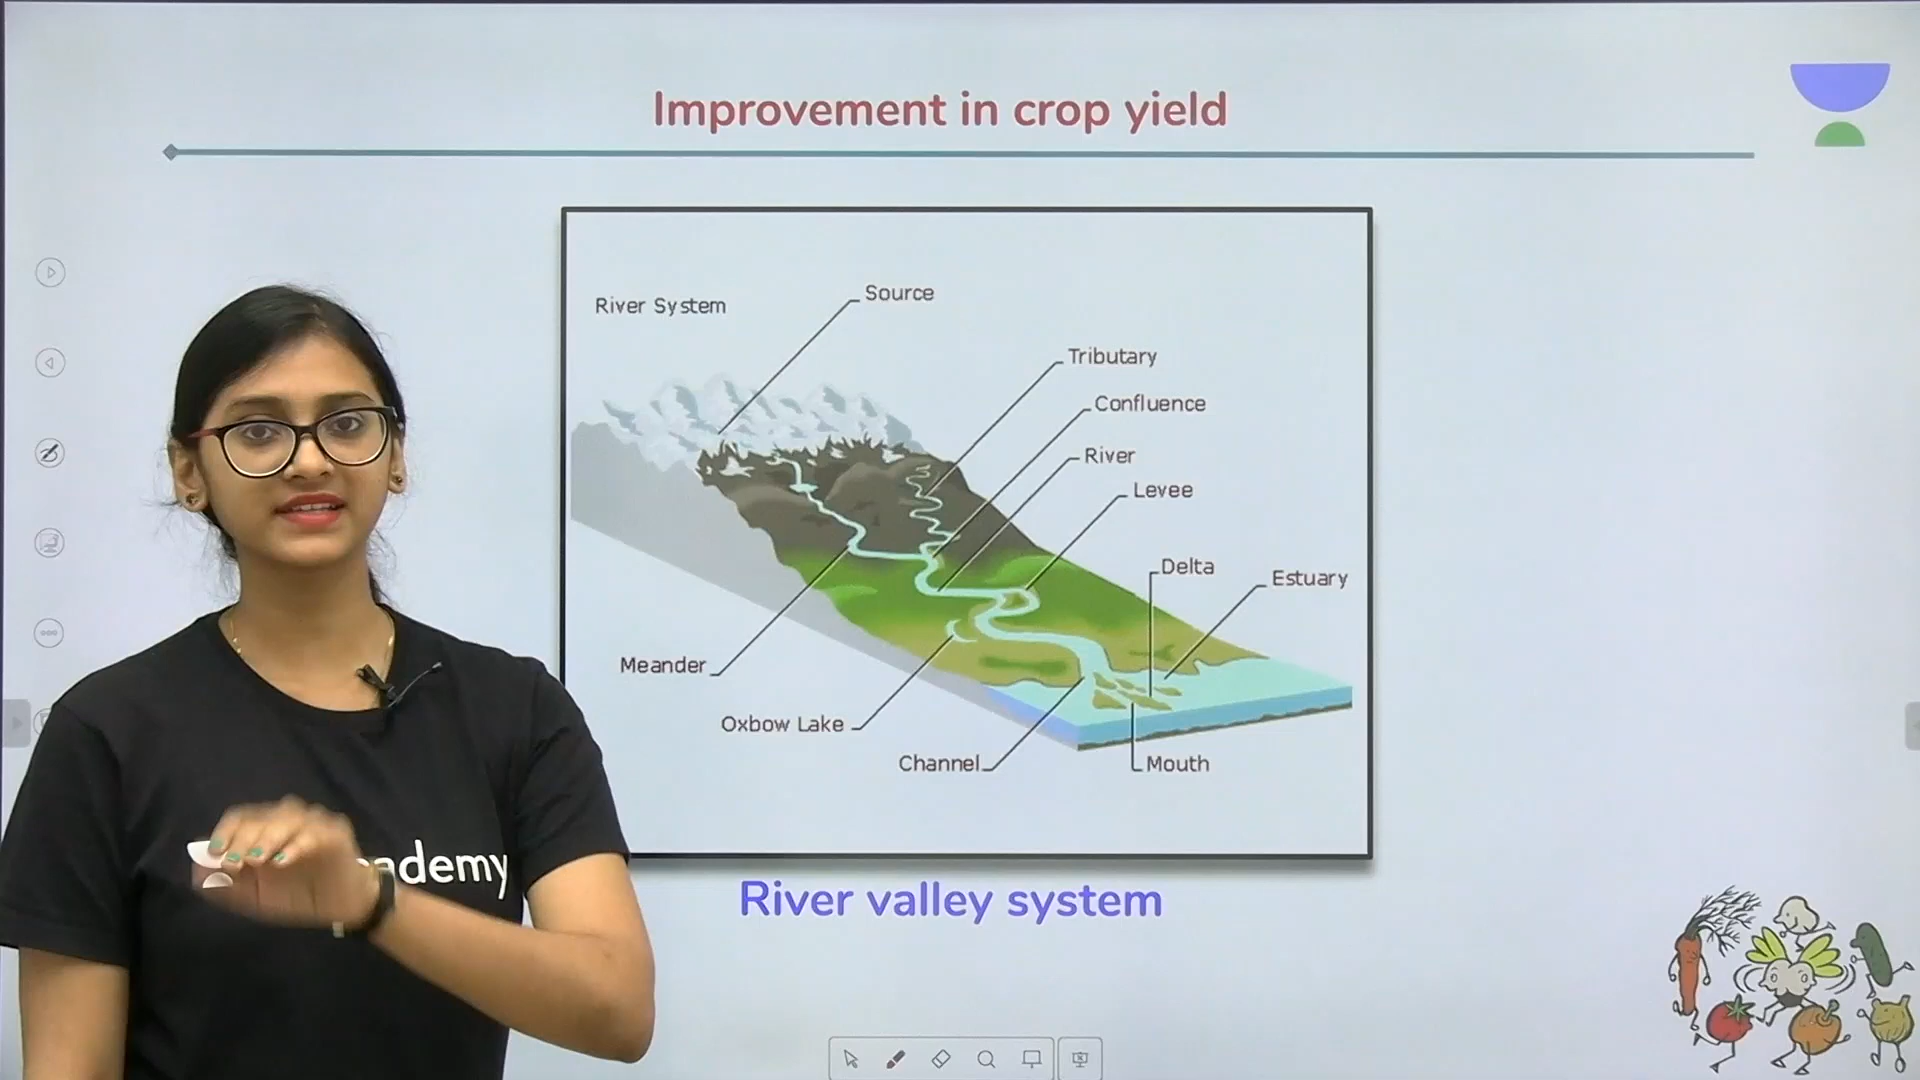 Improvement in crop yield
River System
Source
Tributary
Confluence
River
Levee
Delta
Estuary
Meander
Oxbow Lake
Channel
Mouth
ademy
River valley system